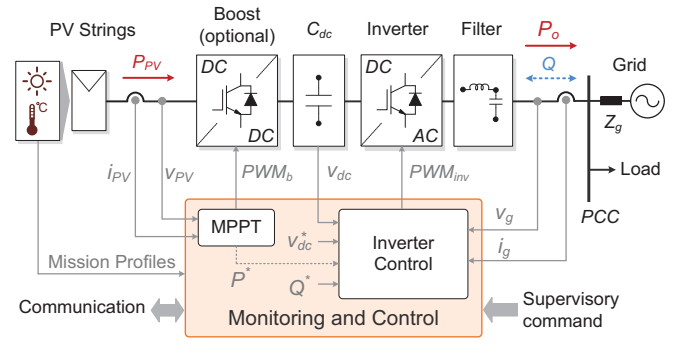 PV Strings
Boost
(optional)
C_dc
Inverter
Filter
P_o
P_PV
Q
Grid
DC
DC
DC
AC
℃
Z_g
Load
PCC
i_PV
v_PV
PWM_b
v_dc
PWM_inv
v_g
i_g
MPPT
v_dc^*
Inverter
Control
Mission Profiles
P^*
Q^*
Communication
Monitoring and Control
Supervisory
command